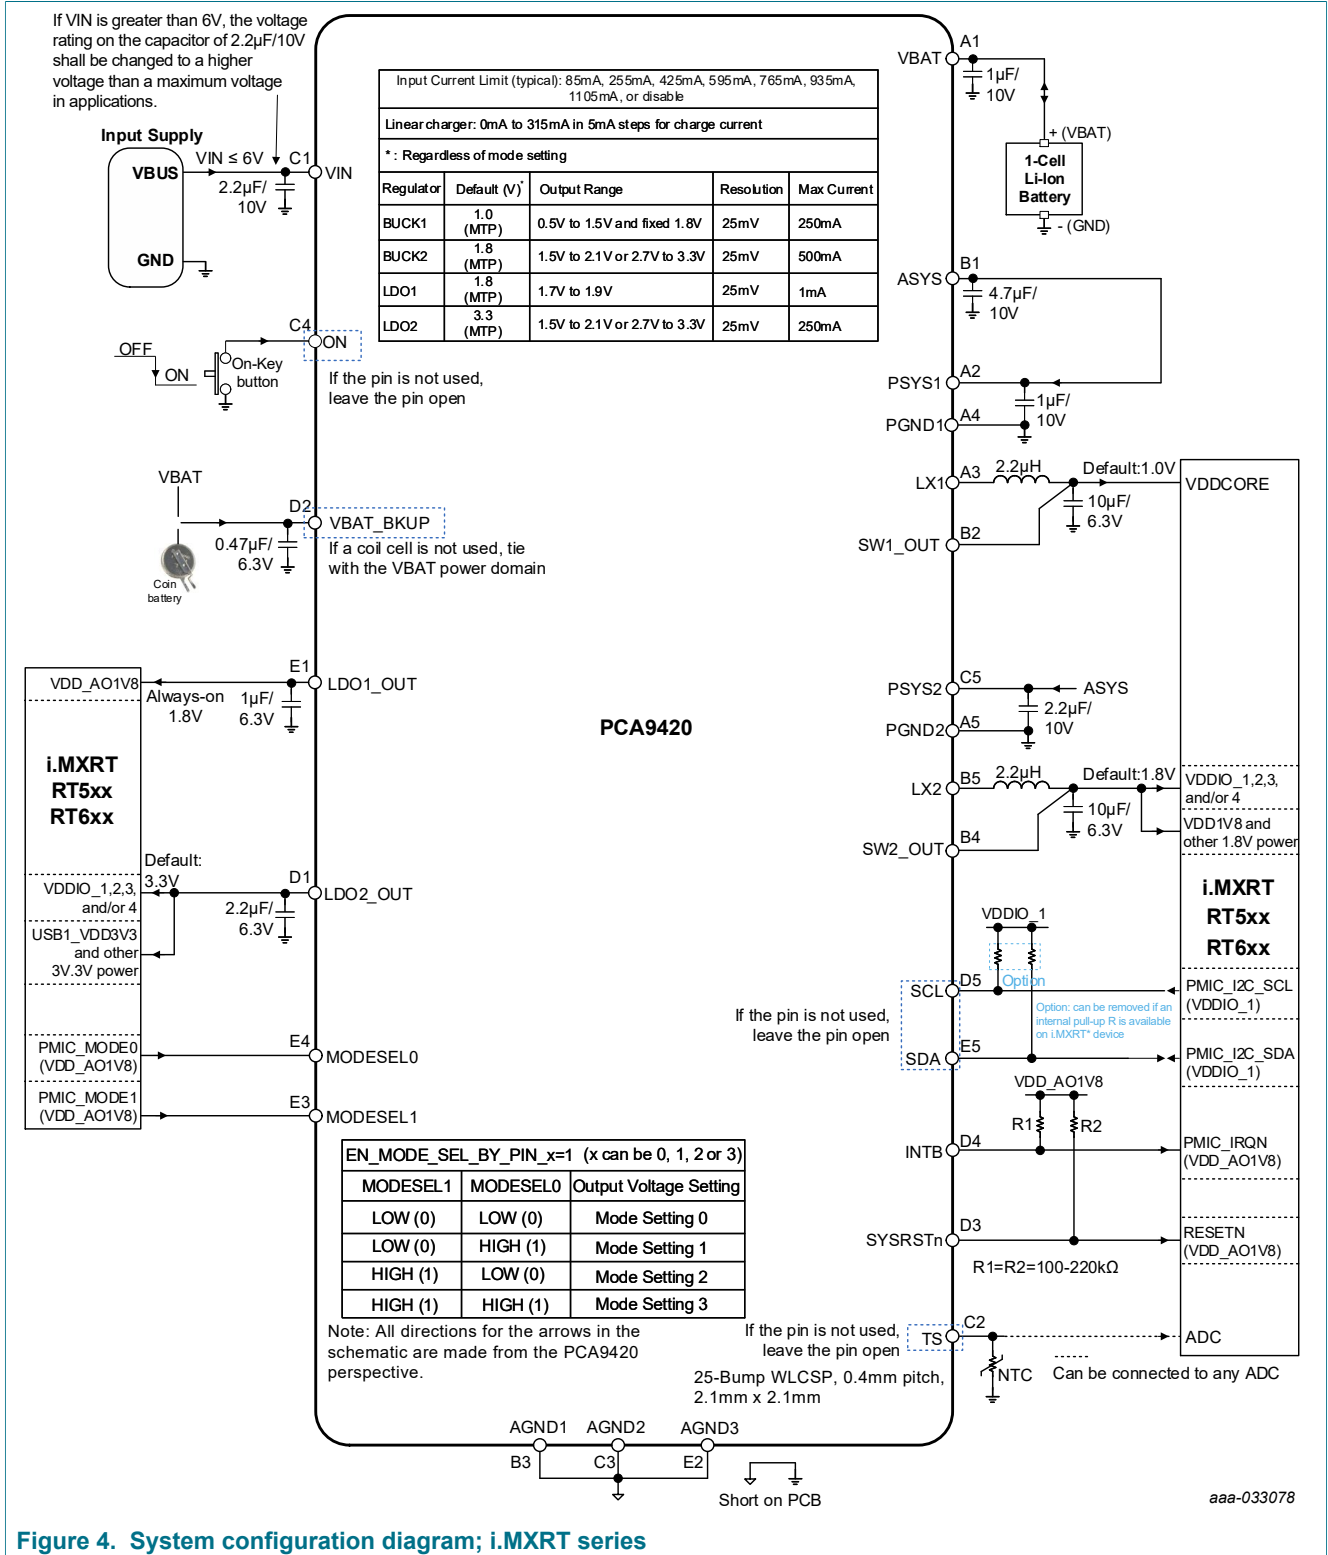 If VIN is greater than 6V, the voltage
rating on the capacitor of 2.2µF/10V
shall be changed to a higher
voltage than a maximum voltage
in applications.
Input Supply
VBUS
GND
VIN ≤ 6V
C1
VIN
2.2µF/
10V
Input Current Limit (typical): 85mA, 255mA, 425mA, 595mA, 765mA, 935mA,
1105mA, or disable
Linear charger: 0mA to 315mA in 5mA steps for charge current
* : Regardless of mode setting
Regulator Default (V)* Output Range Resolution Max Current
BUCK1 1.0 (MTP) 0.5V to 1.5V and fixed 1.8V 25mV 250mA
BUCK2 1.8 (MTP) 1.5V to 2.1V or 2.7V to 3.3V 25mV 500mA
LDO1 1.8 (MTP) 1.7V to 1.9V 25mV 1mA
LDO2 3.3 (MTP) 1.5V to 2.1V or 2.7V to 3.3V 25mV 250mA
VBAT
A1
1µF/
10V
+ (VBAT)
1-Cell
Li-Ion
Battery
- (GND)
ASYS
B1
4.7µF/
10V
PSYS1
A2
1µF/
10V
PGND1
A4
C4
ON
OFF
ON
On-Key
button
If the pin is not used,
leave the pin open
VBAT
D2
VBAT_BKUP
0.47µF/
6.3V
Coin
battery
If a coil cell is not used, tie
with the VBAT power domain
LX1
A3
2.2µH
Default:1.0V
VDDCORE
10µF/
6.3V
SW1_OUT
B2
VDD_AO1V8
Always-on
1.8V
1µF/
6.3V
E1
LDO1_OUT
i.MXRT
RT5xx
RT6xx
PCA9420
PSYS2
C5
ASYS
2.2µF/
10V
PGND2
A5
LX2
B5
2.2µH
Default:1.8V
VDDIO_1,2,3,
and/or 4
10µF/
6.3V
VDD1V8 and
other 1.8V power
SW2_OUT
B4
Default:
3.3V
VDDIO_1,2,3,
and/or 4
2.2µF/
6.3V
D1
LDO2_OUT
USB1_VDD3V3
and other
3V.3V power
i.MXRT
RT5xx
RT6xx
VDDIO_1
Option
SCL
D5
PMIC_I2C_SCL
(VDDIO_1)
If the pin is not used,
leave the pin open
Option: can be removed if an
internal pull-up R is available
on i.MXRT* device
SDA
E5
PMIC_I2C_SDA
(VDDIO_1)
PMIC_MODE0
(VDD_AO1V8)
E4
MODESEL0
PMIC_MODE1
(VDD_AO1V8)
E3
MODESEL1
VDD_AO1V8
R1
R2
INTB
D4
PMIC_IRQN
(VDD_AO1V8)
SYSRSTn
D3
RESETN
(VDD_AO1V8)
R1=R2=100-220kΩ
EN_MODE_SEL_BY_PIN_x=1 (x can be 0, 1, 2 or 3)
MODESEL1 MODESEL0 Output Voltage Setting
LOW (0) LOW (0) Mode Setting 0
LOW (0) HIGH (1) Mode Setting 1
HIGH (1) LOW (0) Mode Setting 2
HIGH (1) HIGH (1) Mode Setting 3
Note: All directions for the arrows in the
schematic are made from the PCA9420
perspective.
If the pin is not used,
leave the pin open
TS
C2
ADC
NTC
Can be connected to any ADC
25-Bump WLCSP, 0.4mm pitch,
2.1mm x 2.1mm
AGND1 AGND2 AGND3
B3 C3 E2
Short on PCB
aaa-033078
Figure 4. System configuration diagram; i.MXRT series